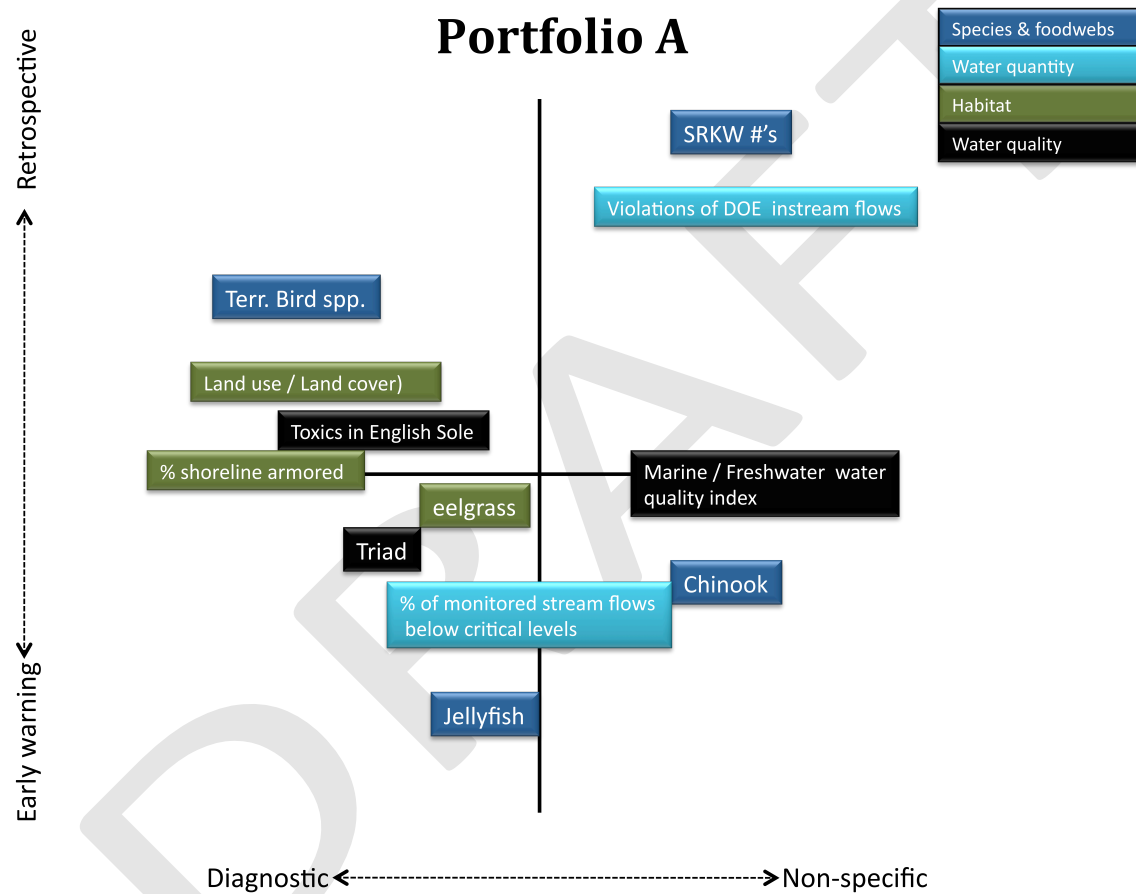 Portfolio A
Species & foodwebs
Water quantity
Habitat
Water quality
Retrospective
SRKW #'s
Violations of DOE  instream flows
Terr. Bird spp.
Land use / Land cover)
Toxics in English Sole
% shoreline armored
Marine / Freshwater  water
quality index
eelgrass
Triad
Chinook
% of monitored stream flows
below critical levels
Jellyfish
Early warning
Diagnostic
Non-specific
DRAFT